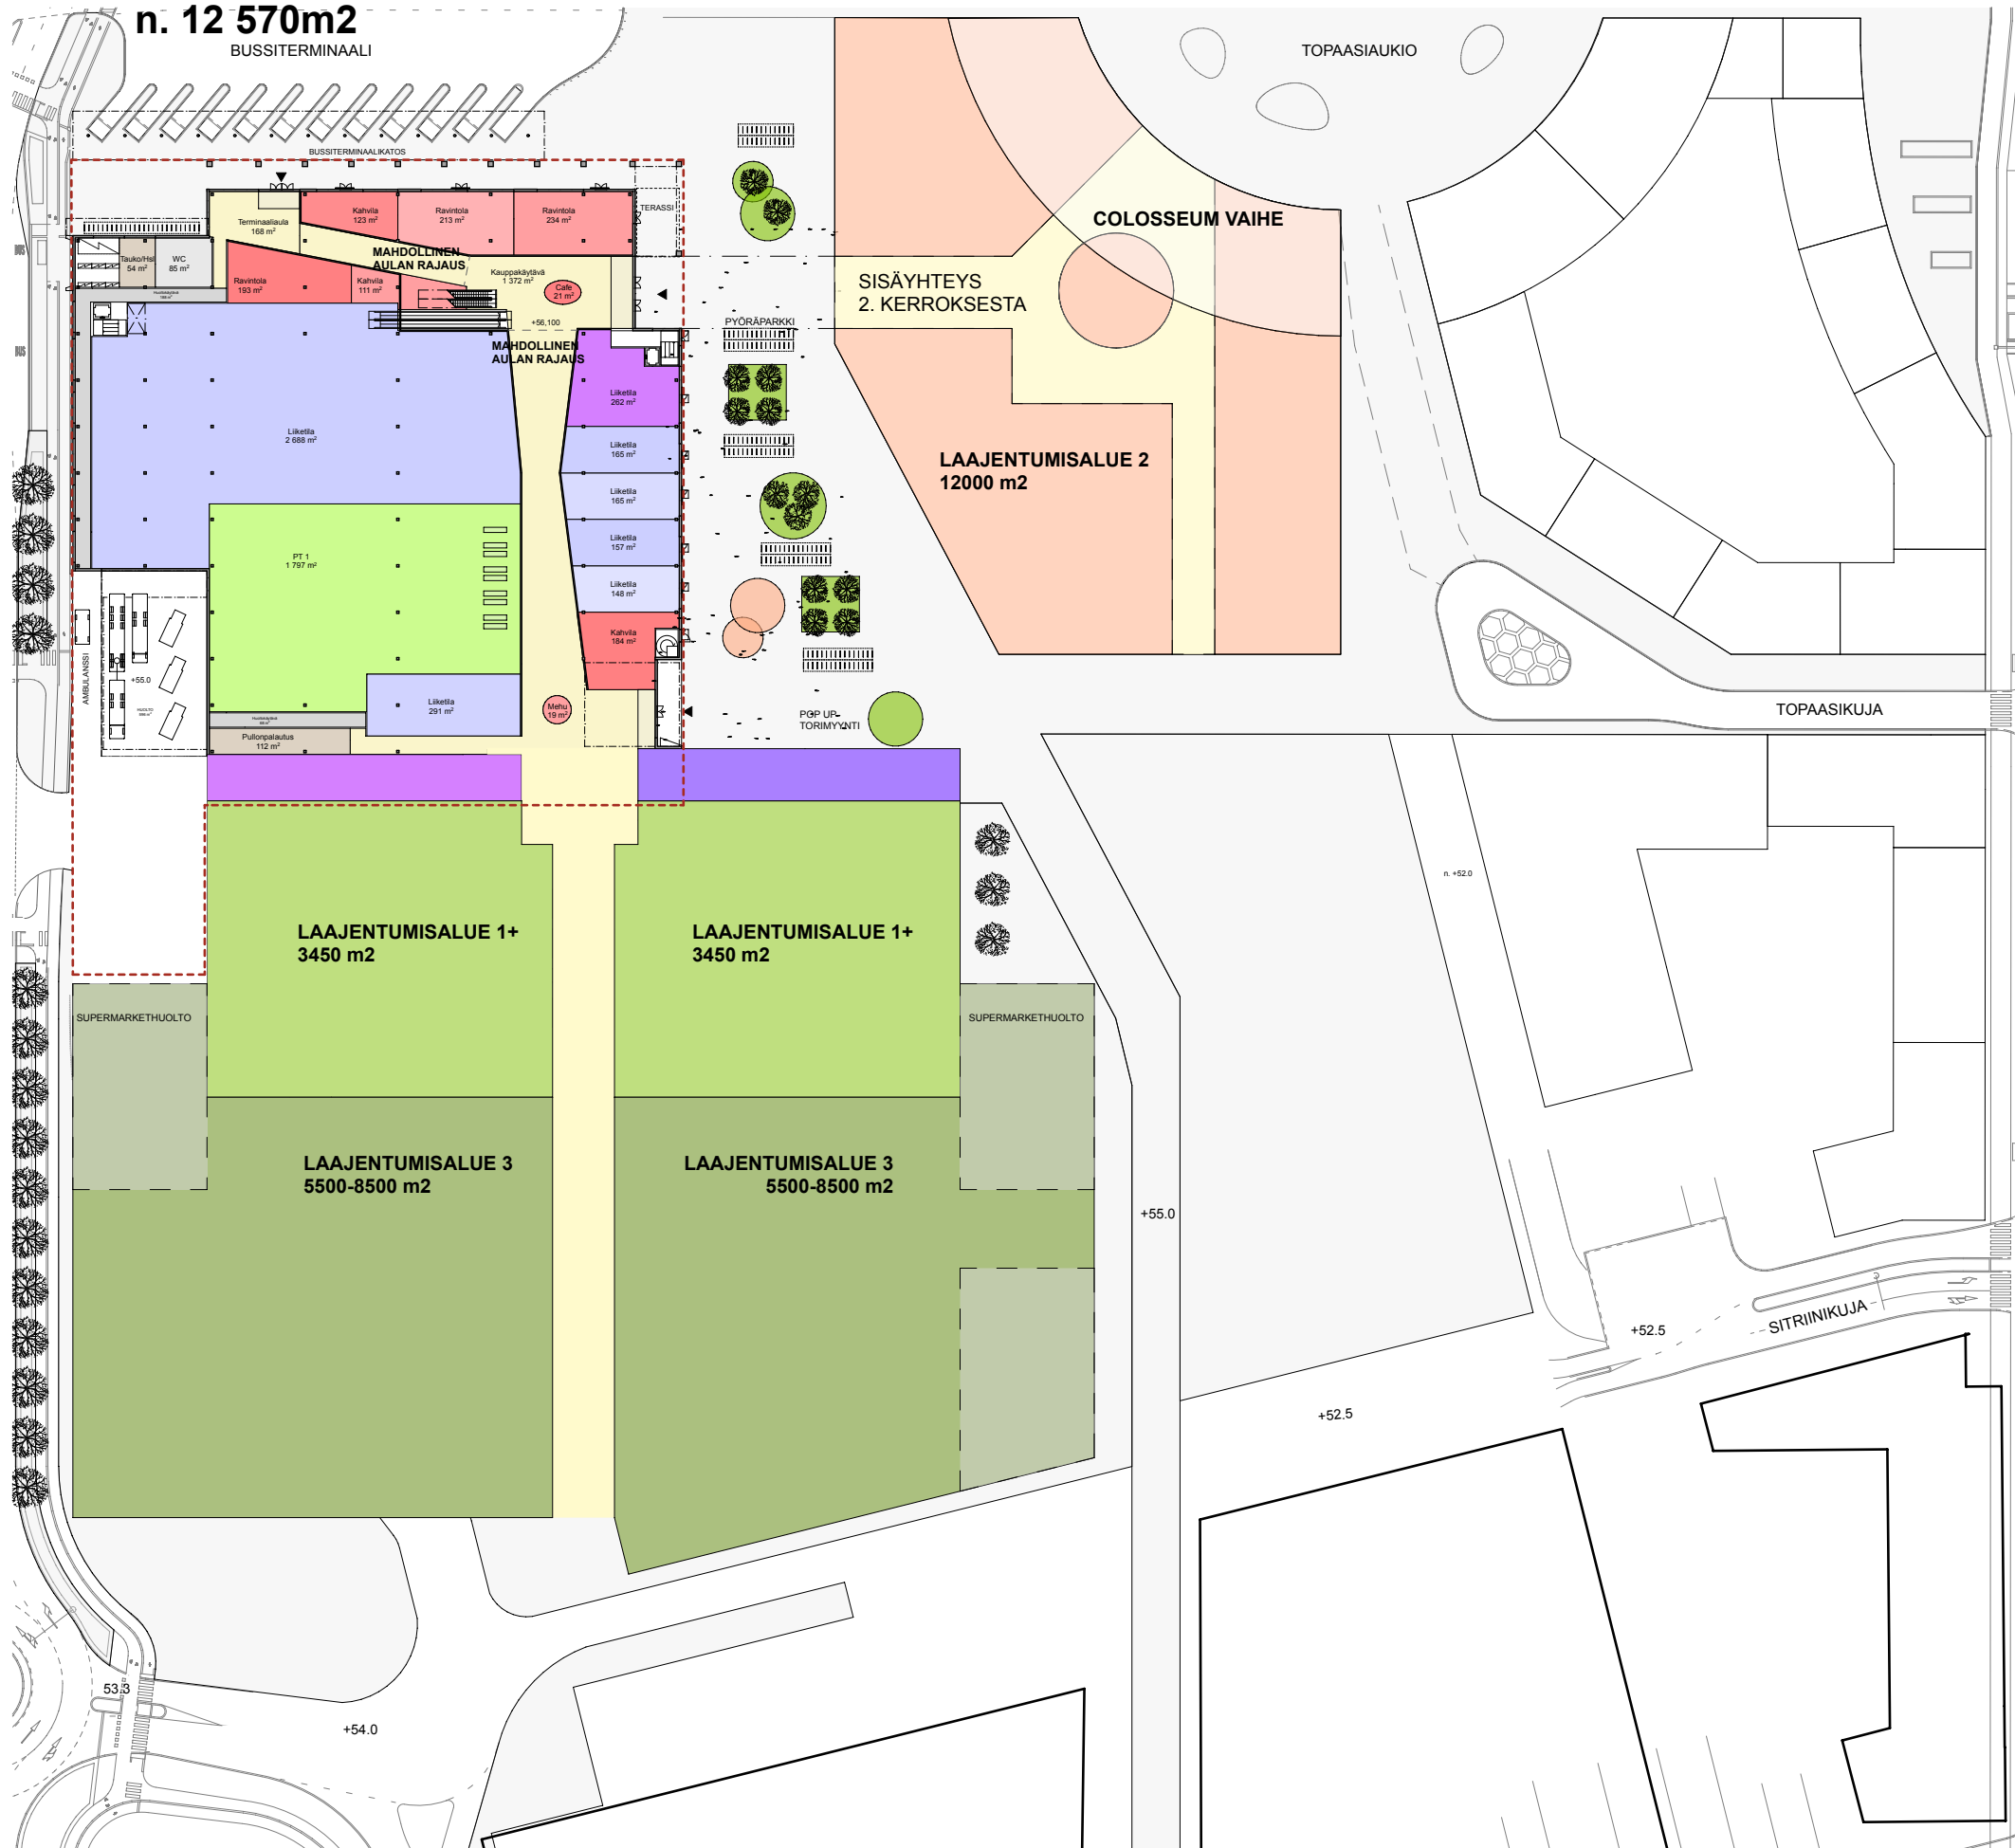 n. 12 570m2
BUSSITERMINAALI
TOPAASIAUKIO
BUSSITERMINAALIKATOS
TERASSI
Terminaaliaula
168 m²
Kahvila
123 m²
Ravintola
213 m²
Ravintola
234 m²
COLOSSEUM VAIHE
BUS
Tauko/Hsl
54 m²
WC
85 m²
MAHDOLLINEN
AULAN RAJAUS
Kauppakäytävä
1 372 m²
Ravintola
193 m²
Kahvila
111 m²
Cafe
21 m²
SISÄYHTEYS
2. KERROKSESTA
+56,100
PYÖRÄPARKKI
BUS
MAHDOLLINEN
AULAN RAJAUS
Liiketila
262 m²
Liiketila
2 688 m²
Liiketila
165 m²
LAAJENTUMISALUE 2
12000 m2
Liiketila
165 m²
Liiketila
157 m²
PT 1
1 797 m²
Liiketila
148 m²
Kahvila
184 m²
AMBULANSSI
+55.0
HUOLTO
Liiketila
291 m²
Mehu
19 m²
POP UP-
TORIMYYNTI
TOPAASIKUJA
Pullonpalautus
112 m²
n. +52.0
LAAJENTUMISALUE 1+
3450 m2
LAAJENTUMISALUE 1+
3450 m2
SUPERMARKETHUOLTO
SUPERMARKETHUOLTO
LAAJENTUMISALUE 3
5500-8500 m2
LAAJENTUMISALUE 3
5500-8500 m2
+55.0
SITRIINIKUJA
+52.5
+52.5
53.3
+54.0